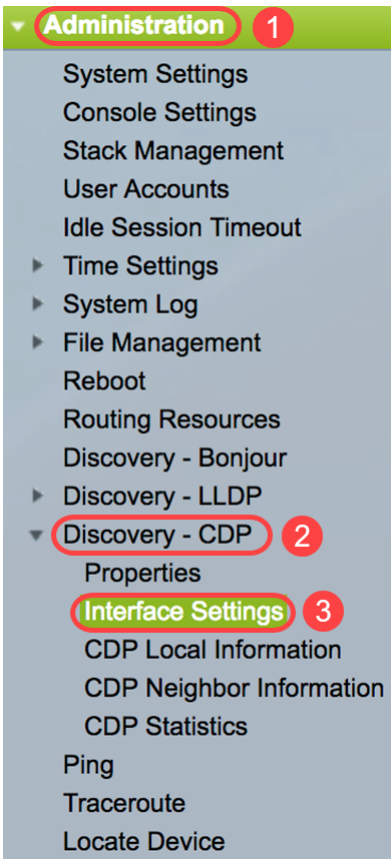 Administration 1
System Settings
Console Settings
Stack Management
User Accounts
Idle Session Timeout
Time Settings
System Log
File Management
Reboot
Routing Resources
Discovery - Bonjour
Discovery - LLDP
Discovery - CDP 2
Properties
Interface Settings 3
CDP Local Information
CDP Neighbor Information
CDP Statistics
Ping
Traceroute
Locate Device